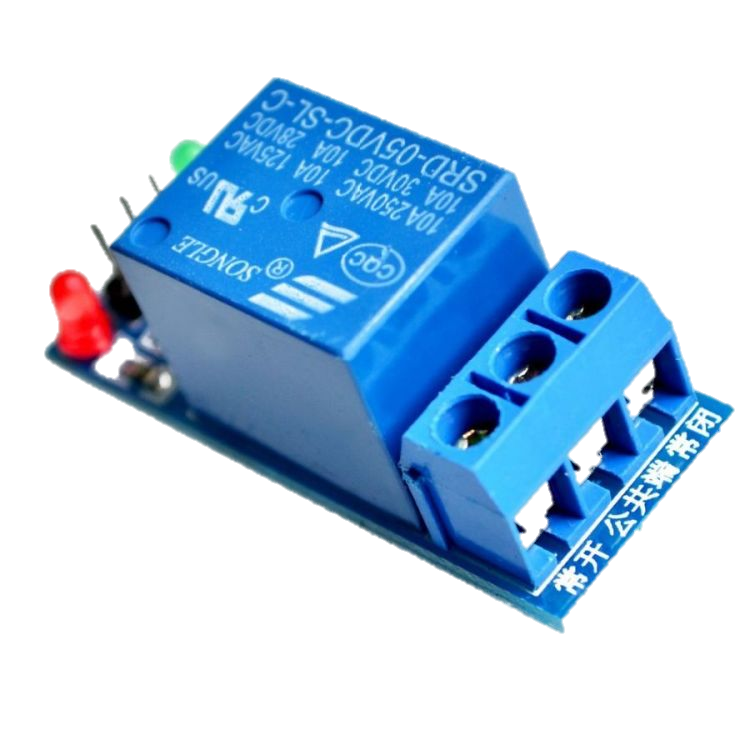 SONGLE ®
CQC
C US
10A 250VAC 10A 125VAC
10A 30VDC 10A 28VDC
SRD-05VDC-SL-C
常开 公共端 常闭